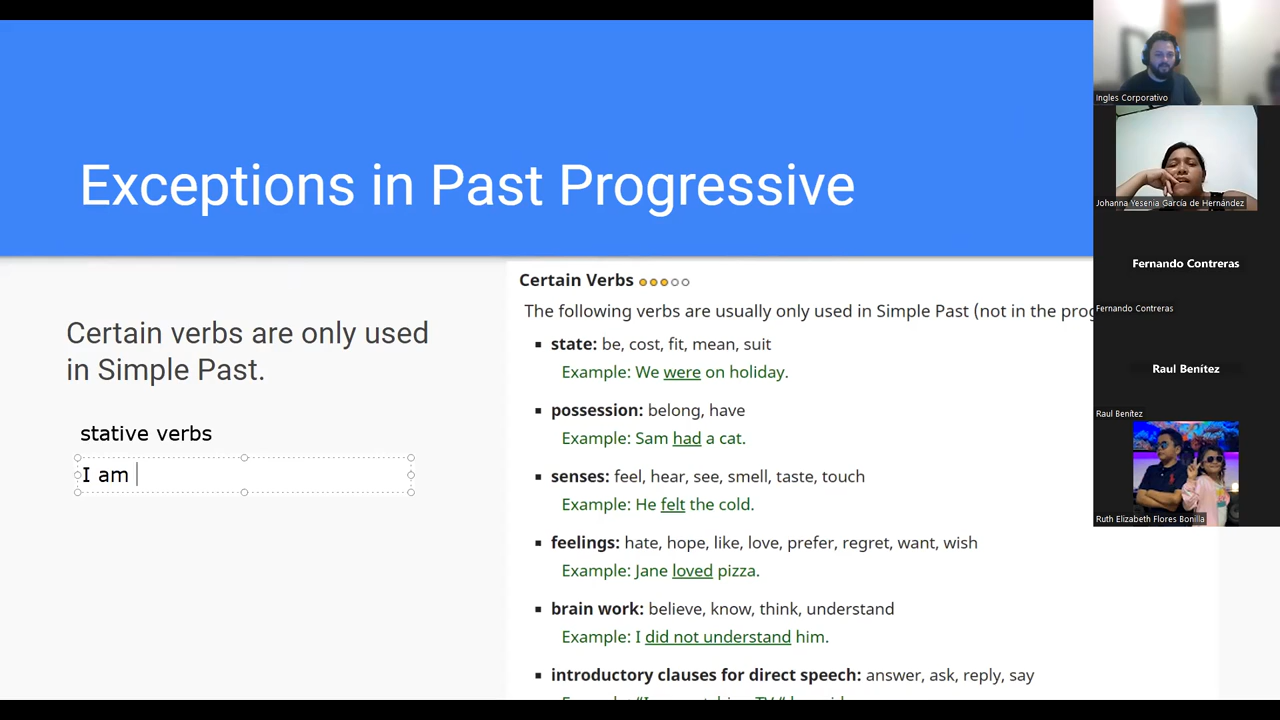 Exceptions in Past Progressive
Certain verbs are only used
in Simple Past.
stative verbs
I am
Certain Verbs
The following verbs are usually only used in Simple Past (not in the prog
state: be, cost, fit, mean, suit
Example: We were on holiday.
possession: belong, have
Example: Sam had a cat.
senses: feel, hear, see, smell, taste, touch
Example: He felt the cold.
feelings: hate, hope, like, love, prefer, regret, want, wish
Example: Jane loved pizza.
brain work: believe, know, think, understand
Example: I did not understand him.
introductory clauses for direct speech: answer, ask, reply, say
Ingles Corporativo
Johanna Yesenia García de Hernández
Fernando Contreras
Fernando Contreras
Raul Benítez
Raul Benítez
Ruth Elizabeth Flores Bonilla